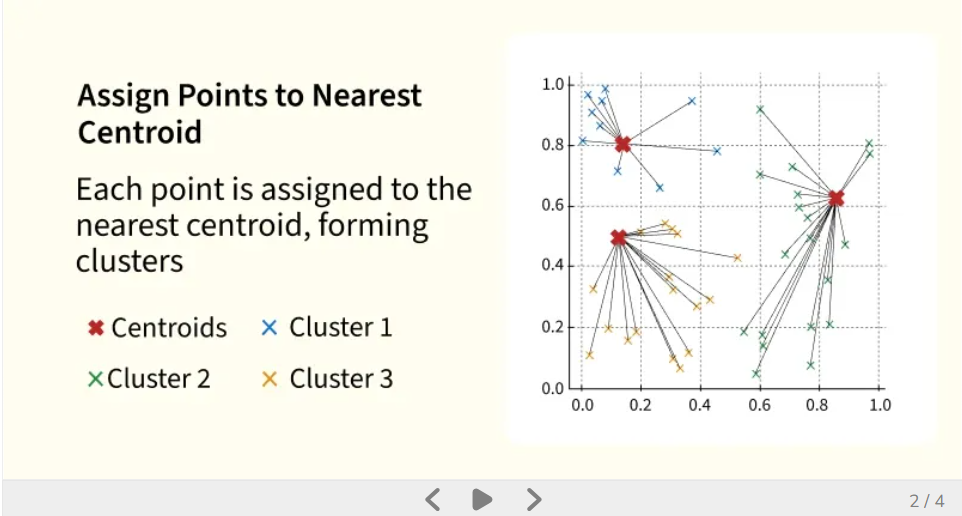 Assign Points to Nearest
Centroid
Each point is assigned to the
nearest centroid, forming
clusters
Centroids
Cluster 1
Cluster 2
Cluster 3
1.0
0.8
0.6
0.4
0.2
0.0
0.0 0.2 0.4 0.6 0.8 1.0
2 / 4